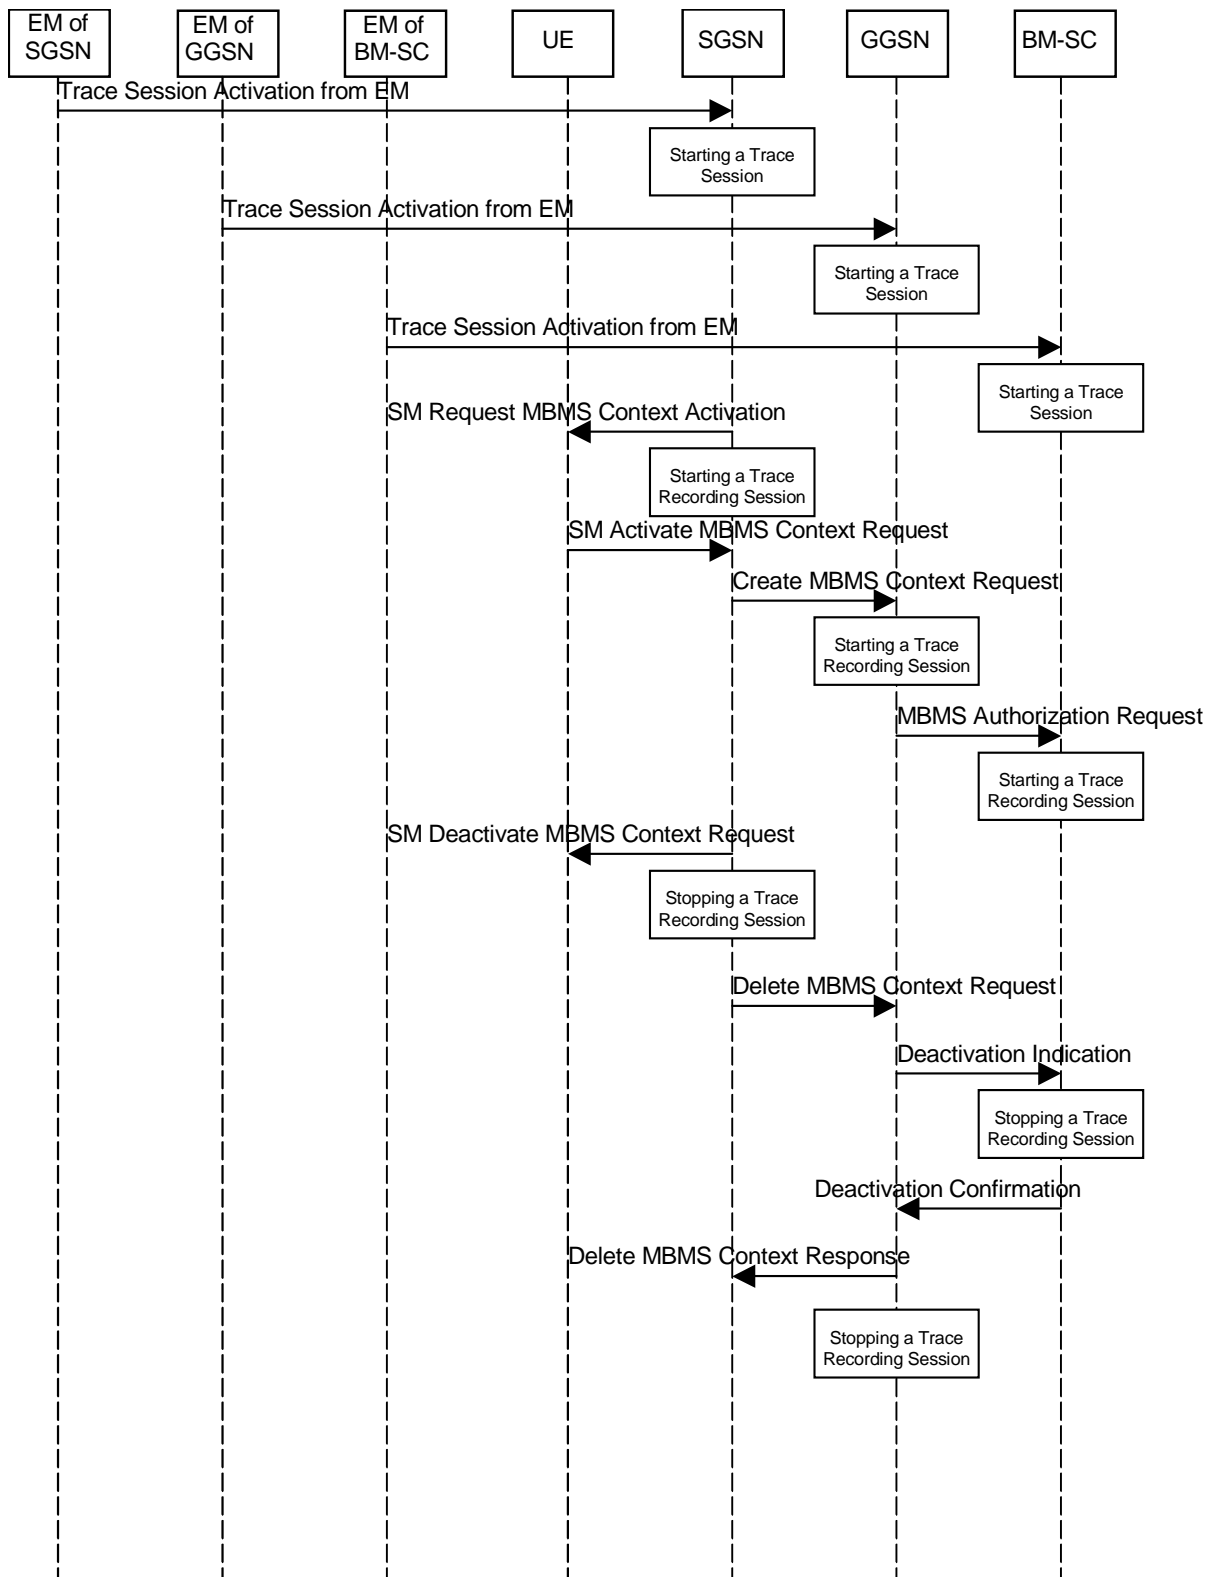 EM of
SGSN
EM of
GGSN
EM of
BM-SC
UE
SGSN
GGSN
BM-SC
Trace Session Activation from EM
Starting a Trace
Session
Trace Session Activation from EM
Starting a Trace
Session
Trace Session Activation from EM
Starting a Trace
Session
SM Request MBMS Context Activation
Starting a Trace
Recording Session
SM Activate MBMS Context Request
Create MBMS Context Request
Starting a Trace
Recording Session
MBMS Authorization Request
Starting a Trace
Recording Session
SM Deactivate MBMS Context Request
Stopping a Trace
Recording Session
Delete MBMS Context Request
Deactivation Indication
Stopping a Trace
Recording Session
Deactivation Confirmation
Delete MBMS Context Response
Stopping a Trace
Recording Session